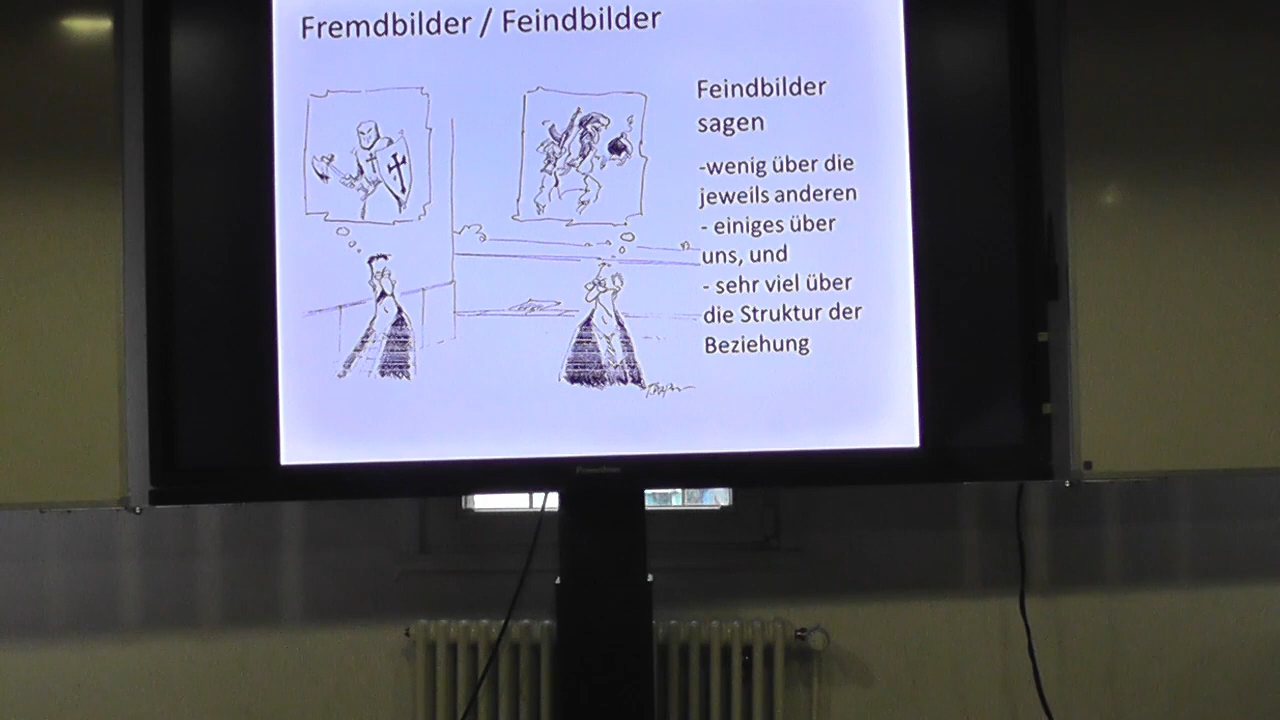 Fremdbilder / Feindbilder
Feindbilder
sagen
-wenig über die
jeweils anderen
- einiges über
uns, und
- sehr viel über
die Struktur der
Beziehung